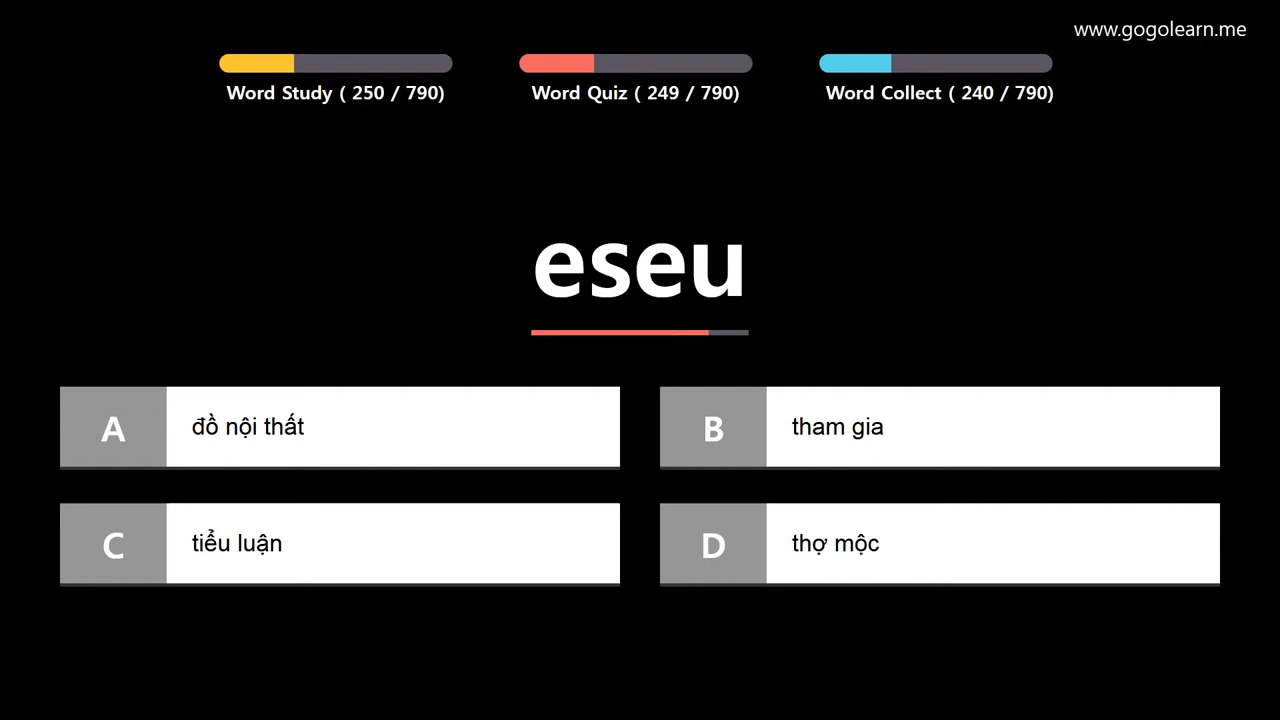 www.gogolearn.me
Word Study ( 250 / 790)
Word Quiz ( 249 / 790)
Word Collect ( 240 / 790)
eseu
A
đồ nội thất
B
tham gia
C
tiểu luận
D
thợ mộc